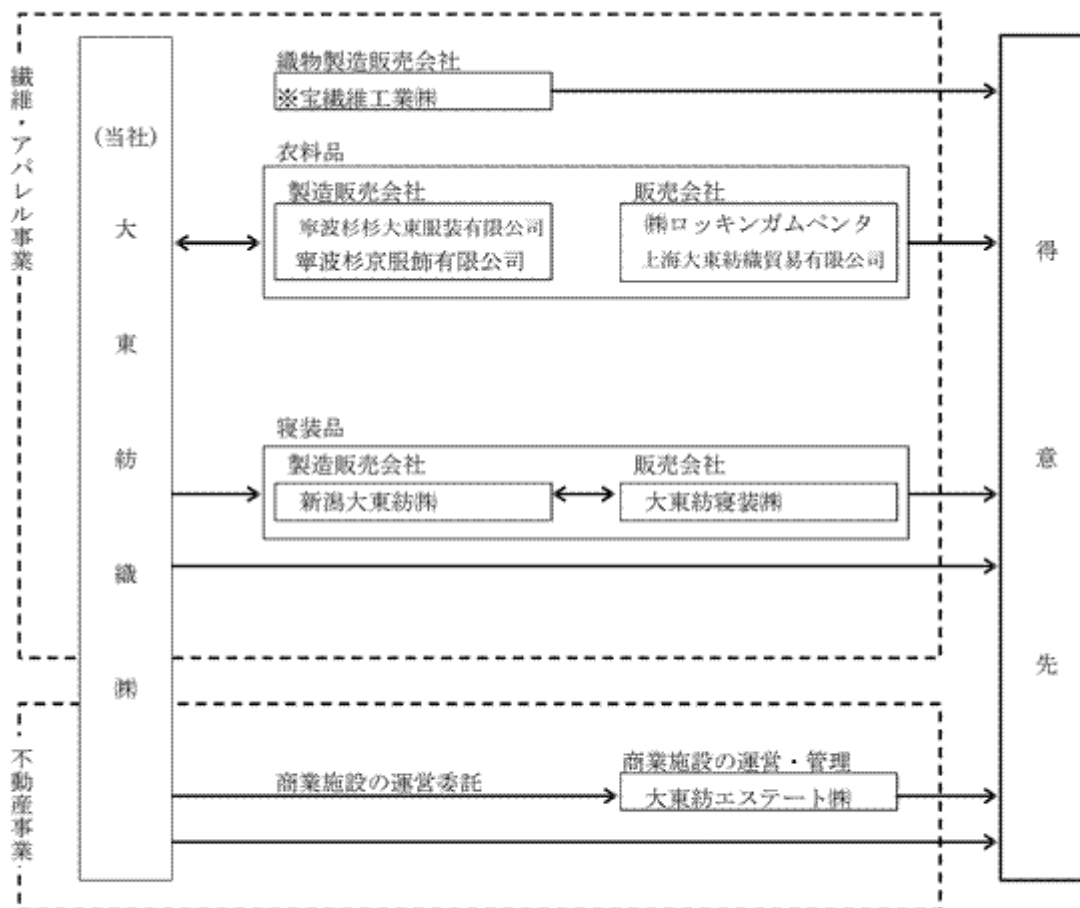 繊維・アパレル事業
(当社)
大東紡織㈱
織物製造販売会社
※宝繊維工業㈱
衣料品
製造販売会社
寧波杉杉大東服装有限公司
寧波杉京服飾有限公司
販売会社
㈱ロッキンガムペンタ
上海大東紡織貿易有限公司
寝装品
製造販売会社
新潟大東紡㈱
販売会社
大東紡寝装㈱
得意先
不動産事業
商業施設の運営委託
商業施設の運営・管理
大東紡エステート㈱